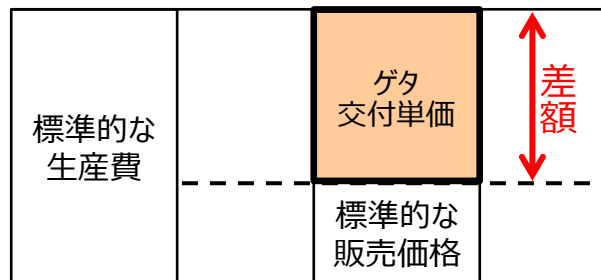 標準的な
生産費
ゲタ
交付単価
標準的な
販売価格
差額